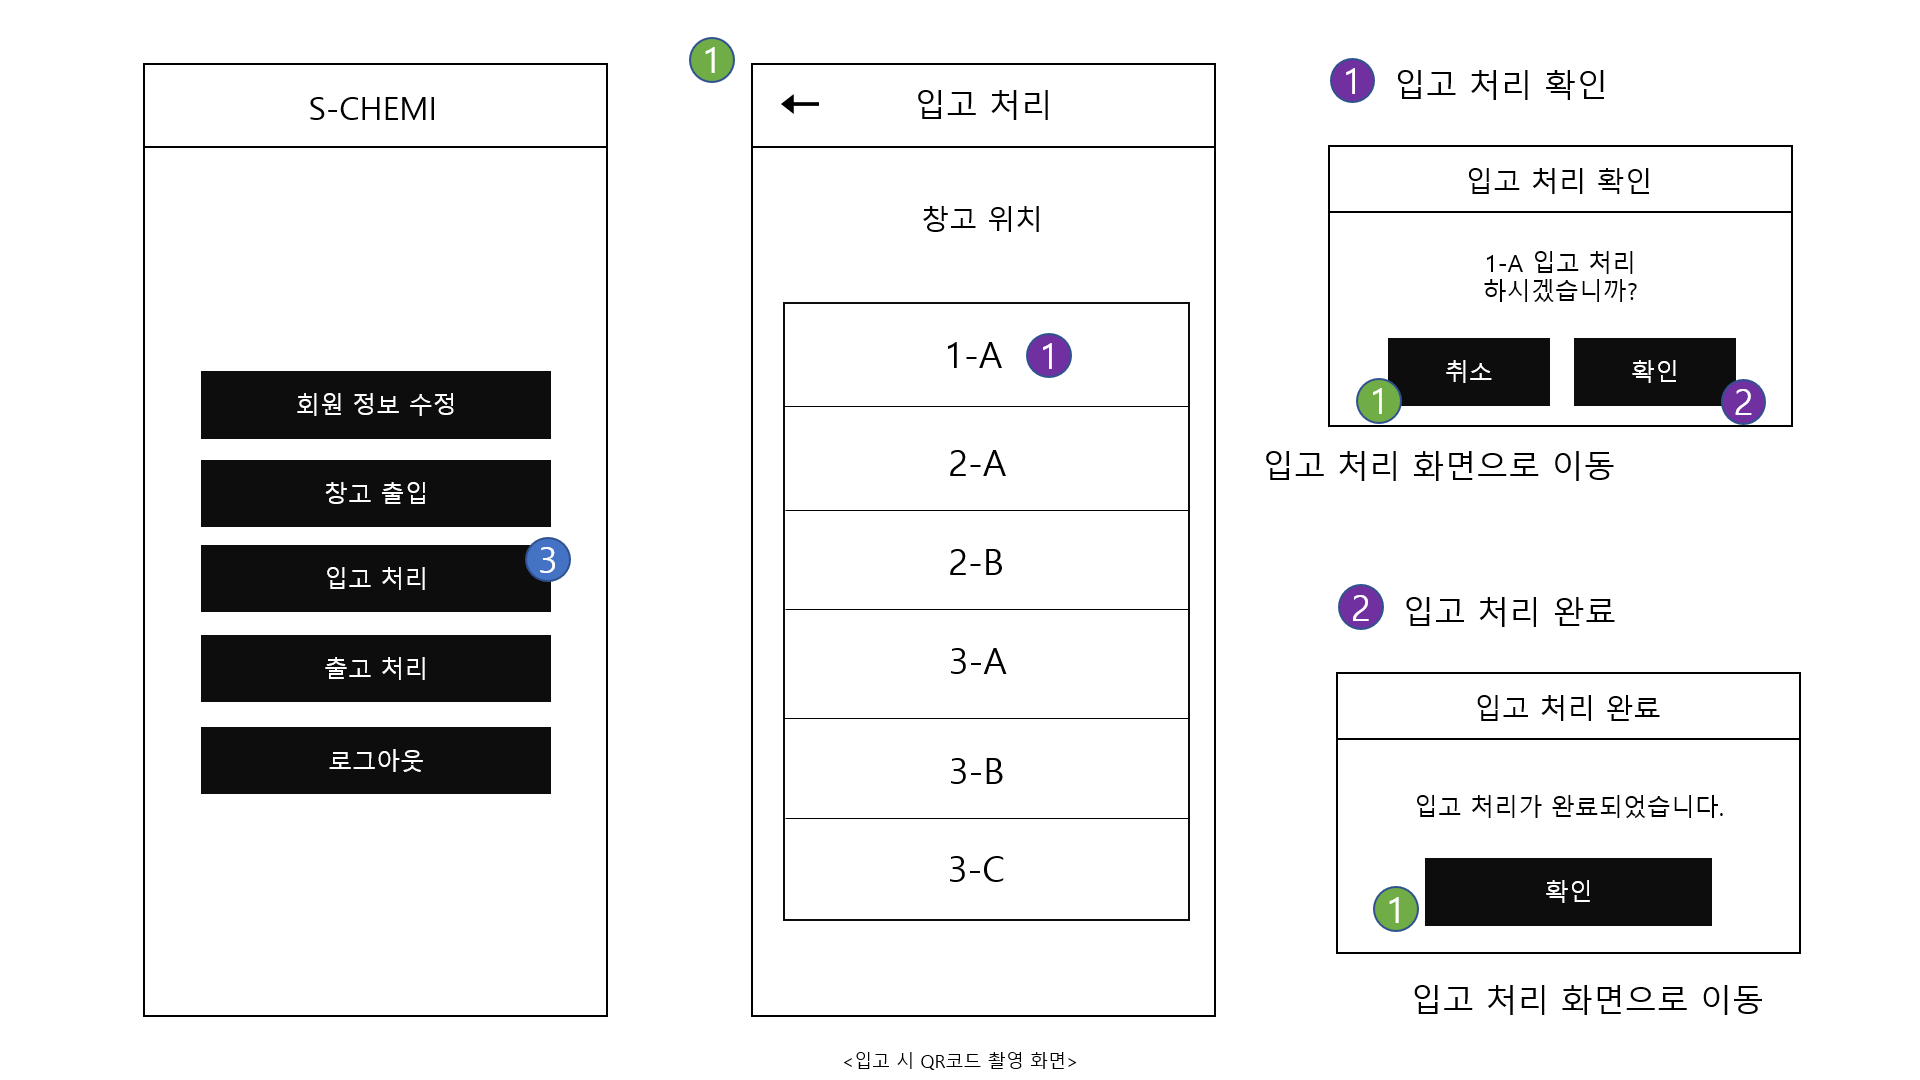 S-CHEMI
회원 정보 수정
창고 출입
입고 처리
3
출고 처리
로그아웃
1
입고 처리
창고 위치
1-A
1
2-A
2-B
3-A
3-B
3-C
1 입고 처리 확인
입고 처리 확인
1-A 입고 처리
하시겠습니까?
취소
확인
1
2
입고 처리 화면으로 이동
2 입고 처리 완료
입고 처리 완료
입고 처리가 완료되었습니다.
확인
1
입고 처리 화면으로 이동
<입고 시 QR코드 촬영 화면>